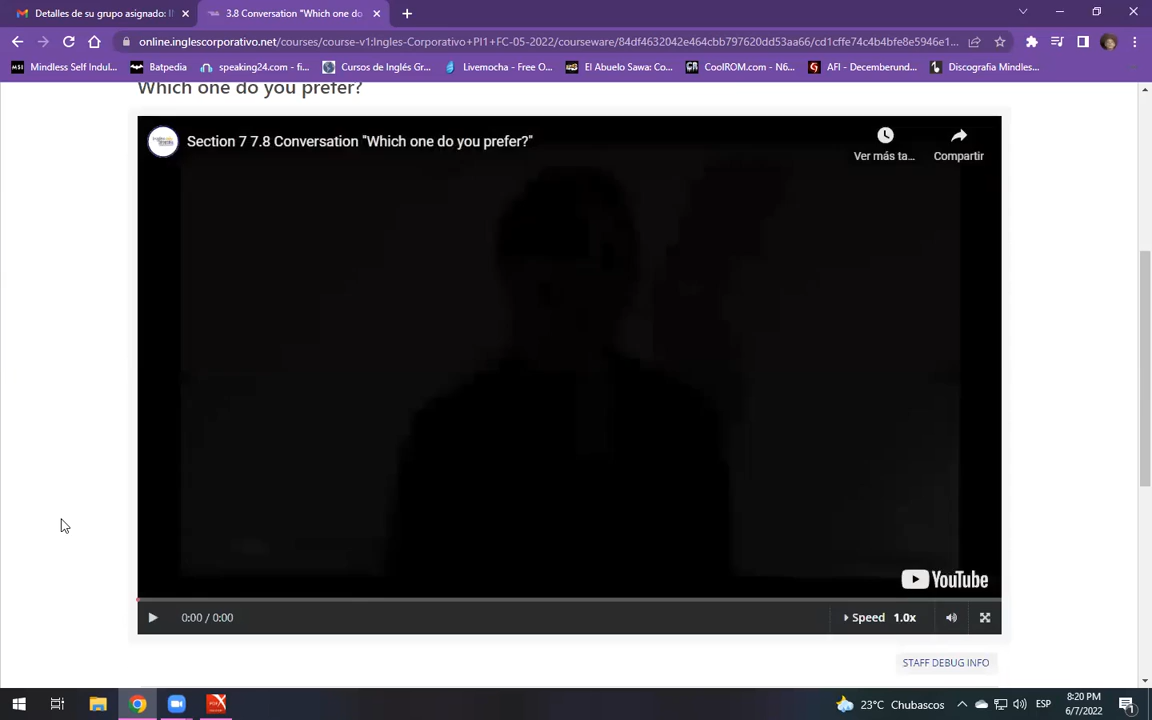 Detalles de su grupo asignado: I
3.8 Conversation "Which one do
online.inglescorporativo.net/courses/course-v1:Ingles-Corporativo+PI1+FC-05-2022/courseware/84df4632042e464cbb797620dd53aa66/cd1cffe74c4b4bfe8e5946e1...
Mindless Self Indul...
Batpedia
speaking24.com - fi...
Cursos de Inglés Gr...
Livemocha - Free O...
El Abuelo Sawa: Co...
CoolROM.com - N6...
AFI - Decemberund...
Discografia Mindles...
Which one do you prefer?
Section 7 7.8 Conversation "Which one do you prefer?"
Ver más ta...
Compartir
YouTube
0:00 / 0:00
Speed 1.0x
STAFF DEBUG INFO
23°C Chubascos
ESP
8:20 PM
6/7/2022